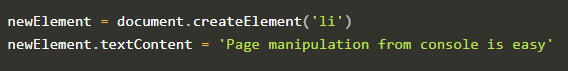 newElement = document.createElement('li')
newElement.textContent = 'Page manipulation from console is easy'